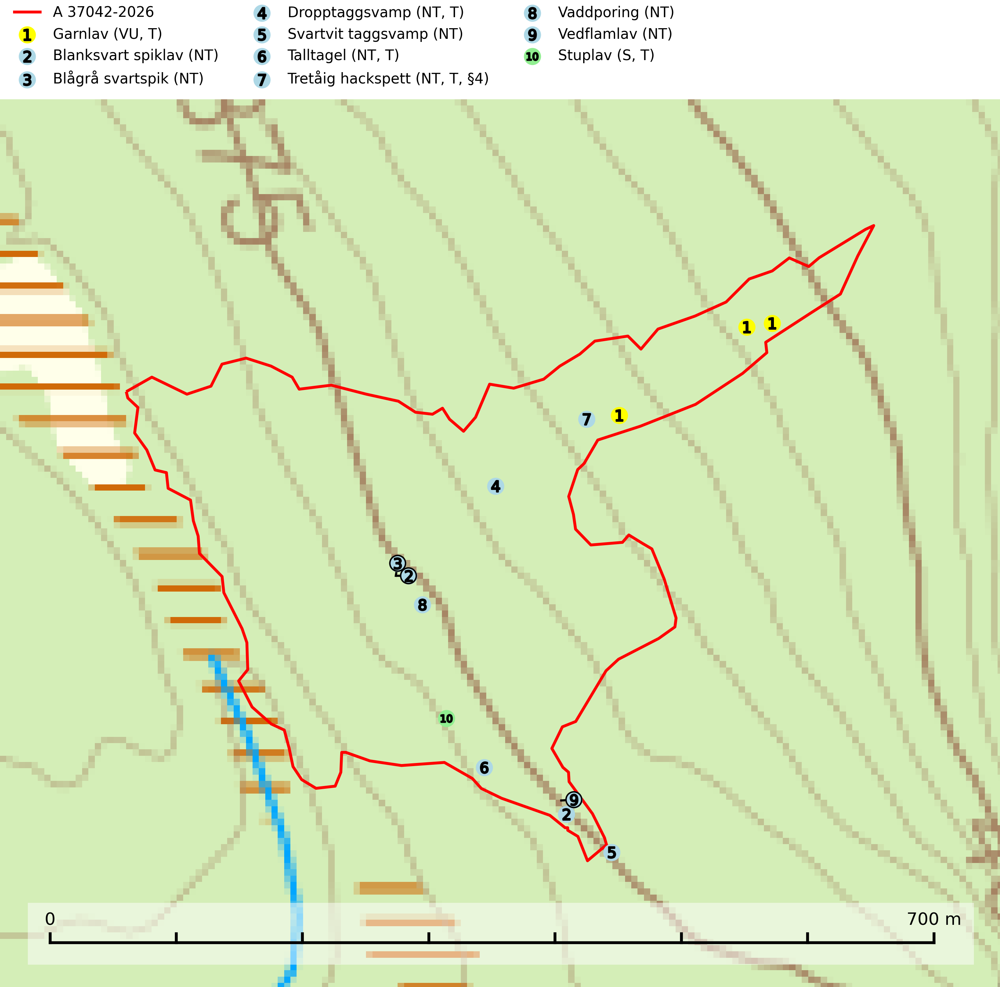 A 37042-2026
1 Garnlav (VU, T)
2 Blanksvart spiklav (NT)
3 Blågrå svartspik (NT)
4 Dropptaggsvamp (NT, T)
5 Svartvit taggsvamp (NT)
6 Talltagel (NT, T)
7 Tretåig hackspett (NT, T, §4)
8 Vaddporing (NT)
9 Vedflamlav (NT)
10 Stuplav (S, T)
1
1
7
1
4
3
2
8
10
6
9
2
5
0
700 m